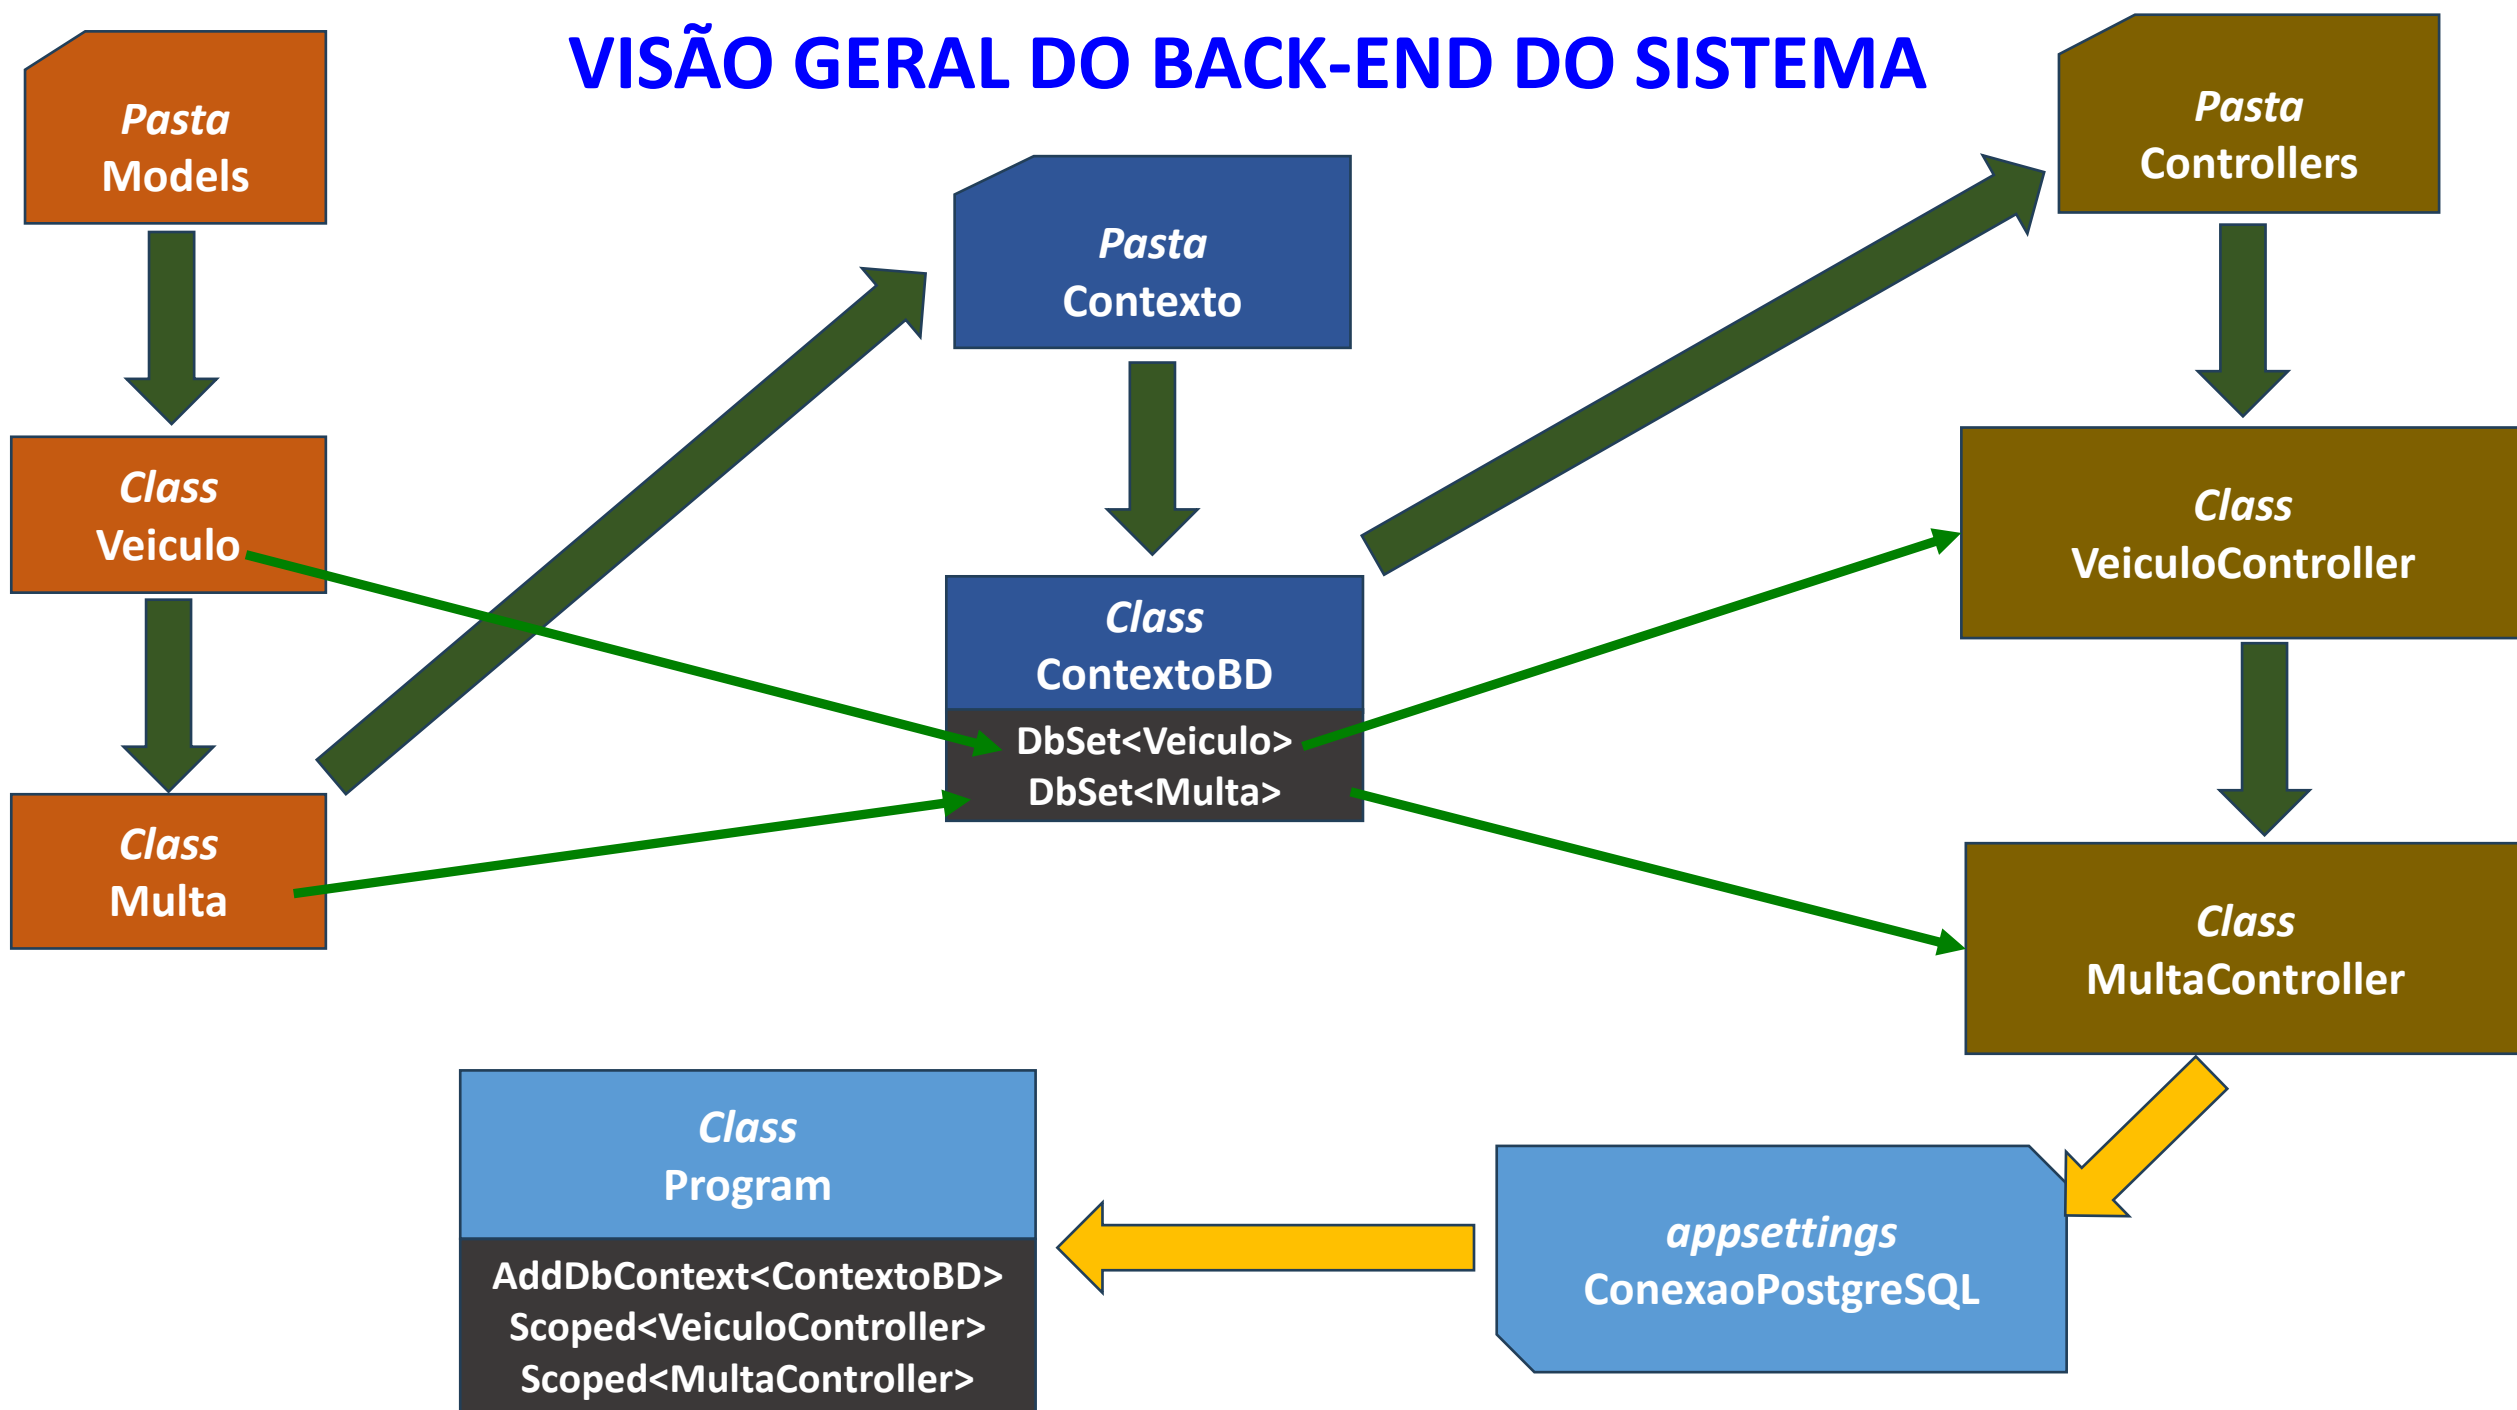 VISÃO GERAL DO BACK-END DO SISTEMA
Pasta
Models
Class
Veiculo
Class
Multa
Pasta
Contexto
Class
ContextoBD
DbSet<Veiculo>
DbSet<Multa>
Pasta
Controllers
Class
VeiculoController
Class
MultaController
appsettings
ConexaoPostgreSQL
Class
Program
AddDbContext<ContextoBD>
Scoped<VeiculoController>
Scoped<MultaController>